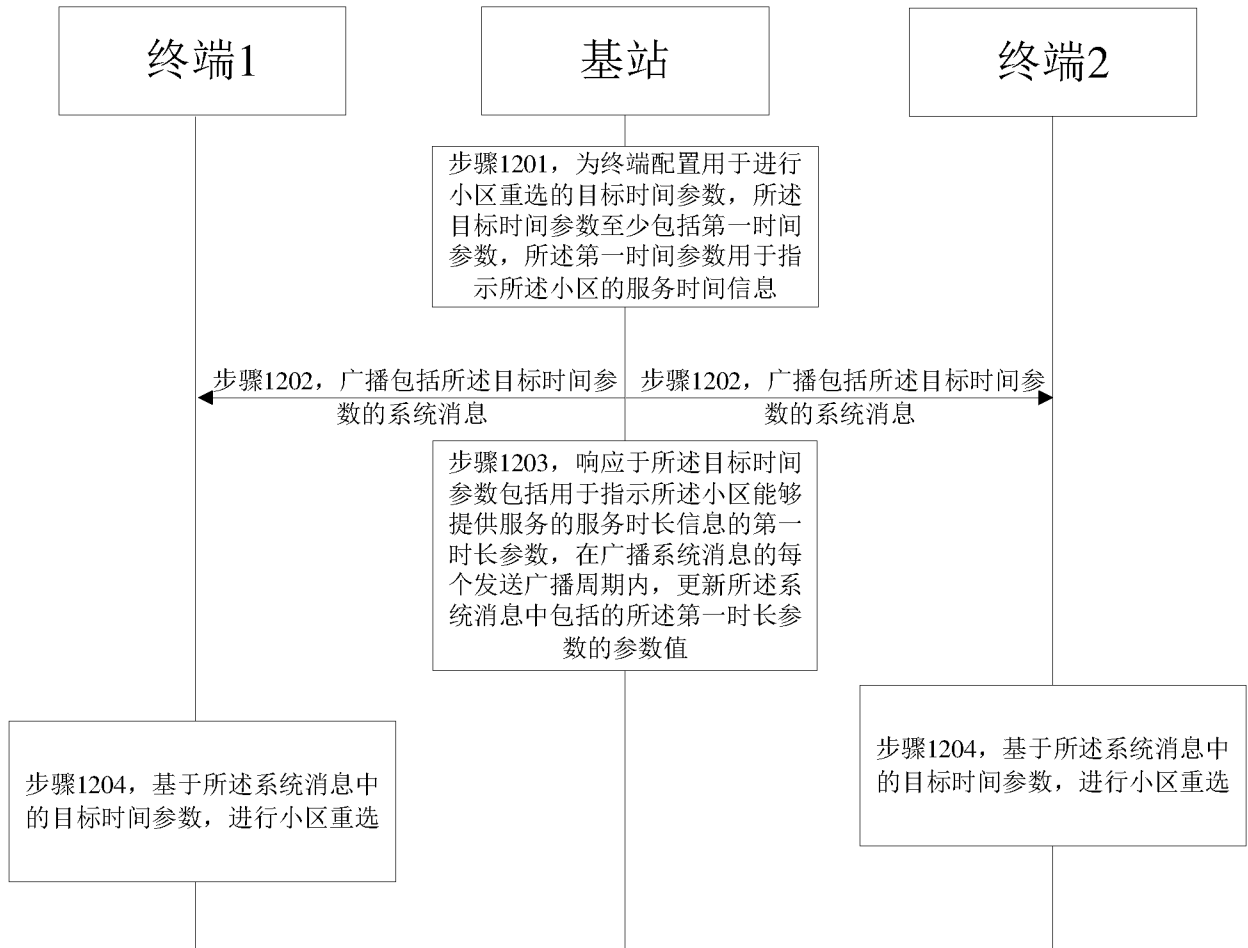 终端1
基站
终端2
步骤1201，为终端配置用于进行
小区重选的目标时间参数，所述
目标时间参数至少包括第一时间
参数，所述第一时间参数用于指
示所述小区的服务时间信息
步骤1202，广播包括所述目标时间参
数的系统消息
步骤1202，广播包括所述目标时间参
数的系统消息
步骤1203，响应于所述目标时间
参数包括用于指示所述小区能够
提供服务的服务时长信息的第一
时长参数，在广播系统消息的每
个发送广播周期内，更新所述系
统消息中包括的所述第一时长参
数的参数值
步骤1204，基于所述系统消息中
的目标时间参数，进行小区重选
步骤1204，基于所述系统消息中
的目标时间参数，进行小区重选